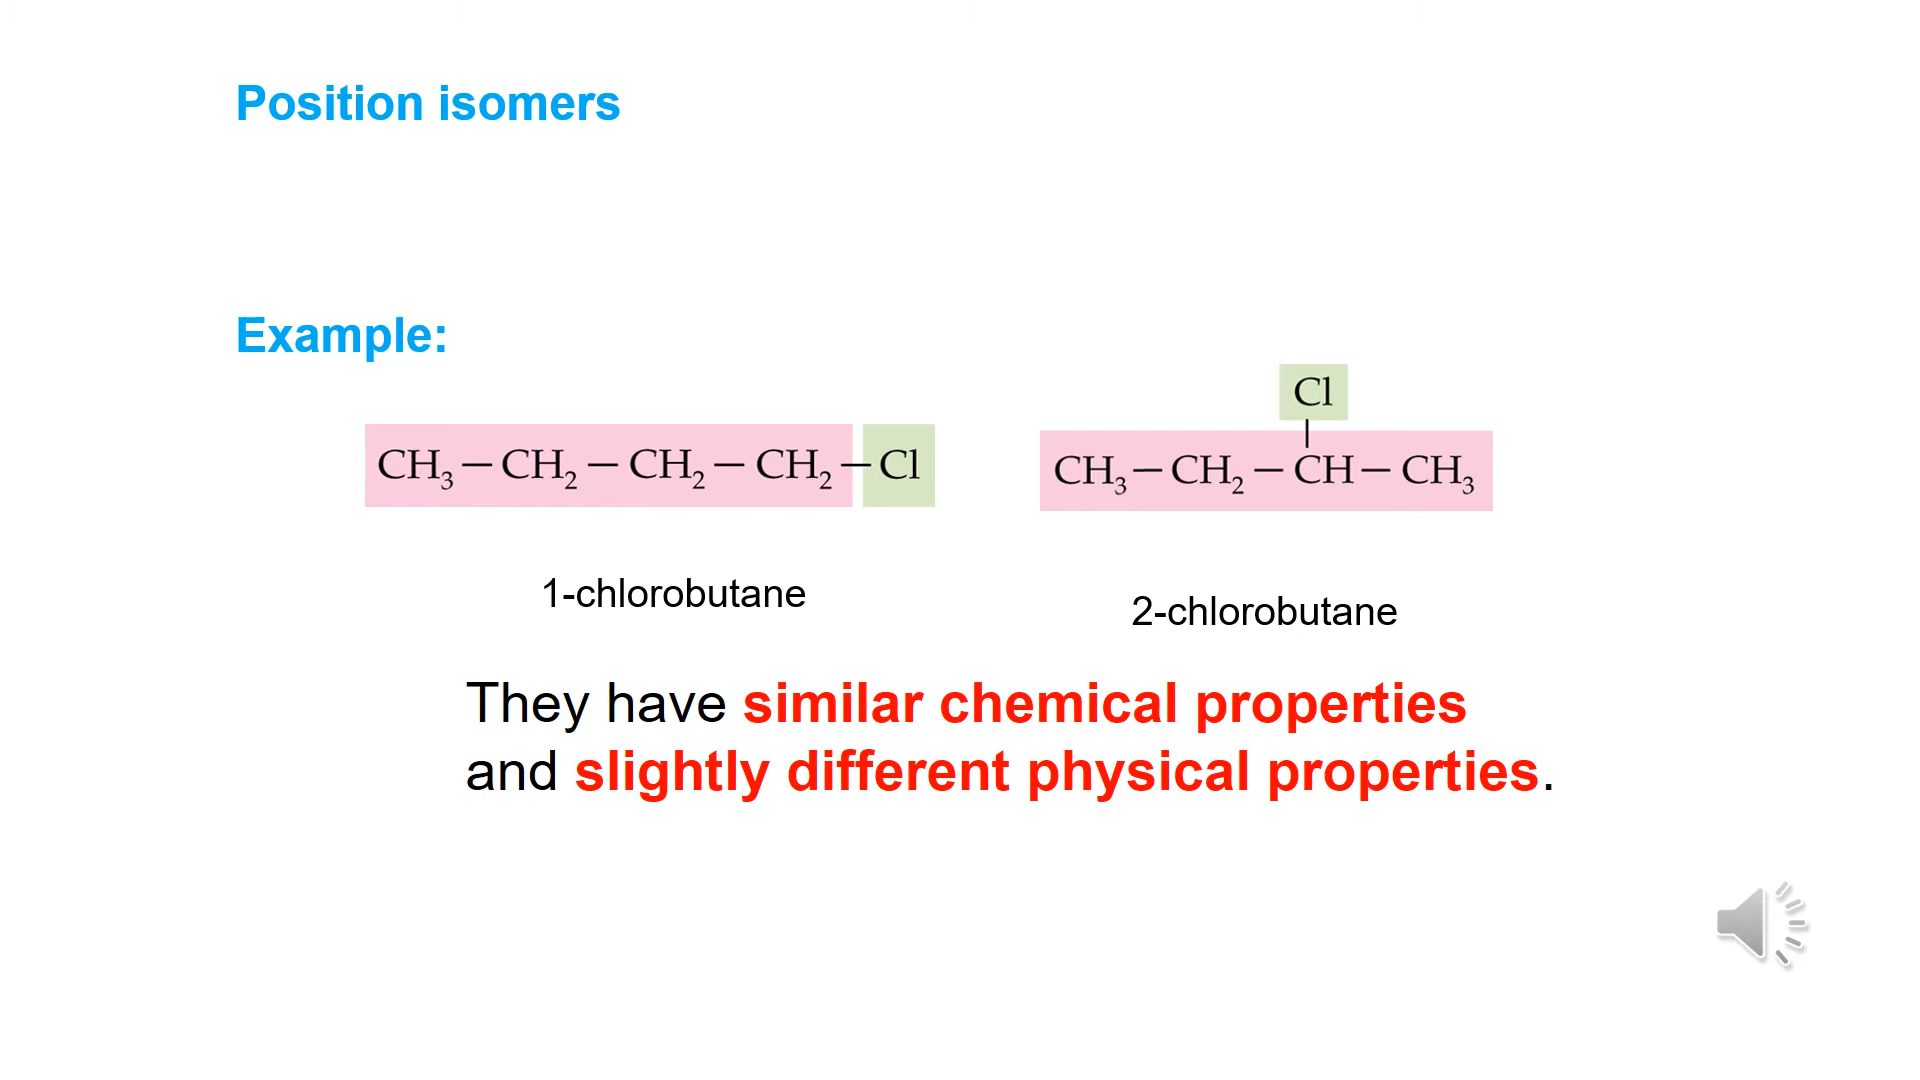 Position isomers
Example:
CH₃ — CH₂ — CH₂ — CH₂ — Cl
Cl
CH₃ — CH₂ — CH — CH₃
1-chlorobutane
2-chlorobutane
They have similar chemical properties
and slightly different physical properties.